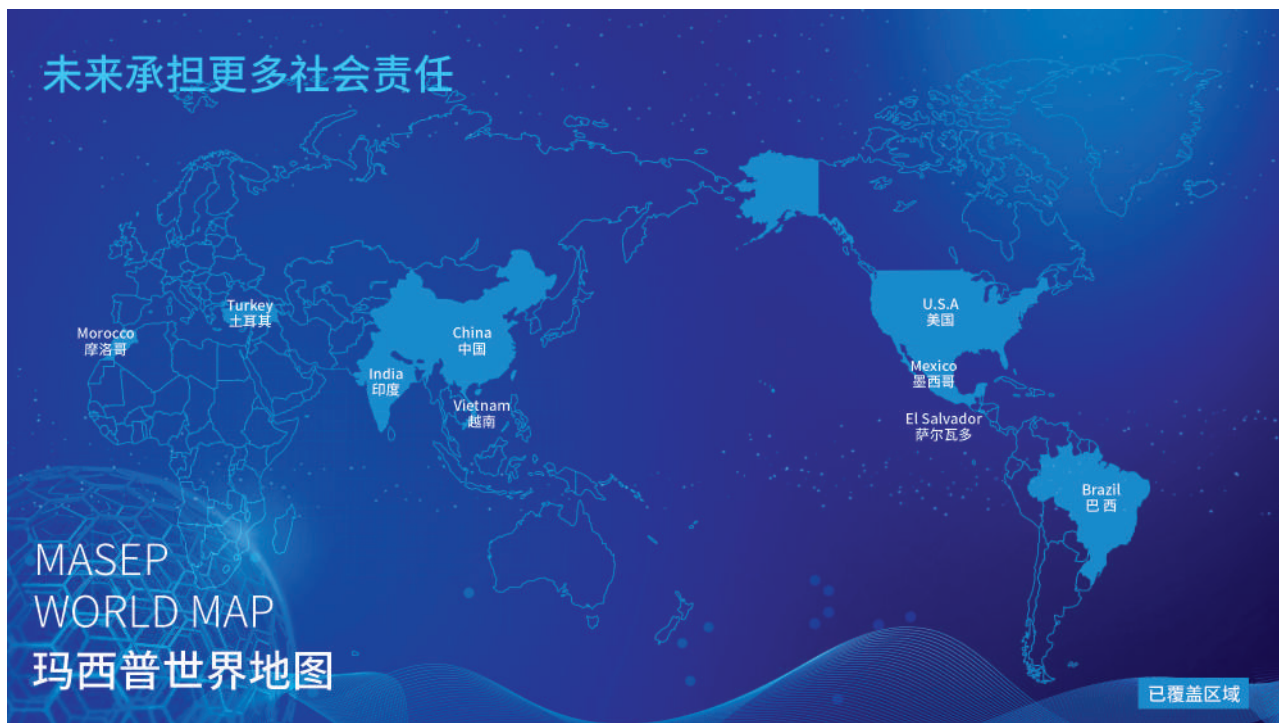 未来承担更多社会责任
Turkey
土耳其
Morocco
摩洛哥
China
中国
India
印度
Vietnam
越南
U.S.A
美国
Mexico
墨西哥
El Salvador
萨尔瓦多
Brazil
巴 西
MASEP
WORLD MAP
玛西普世界地图
已覆盖区域